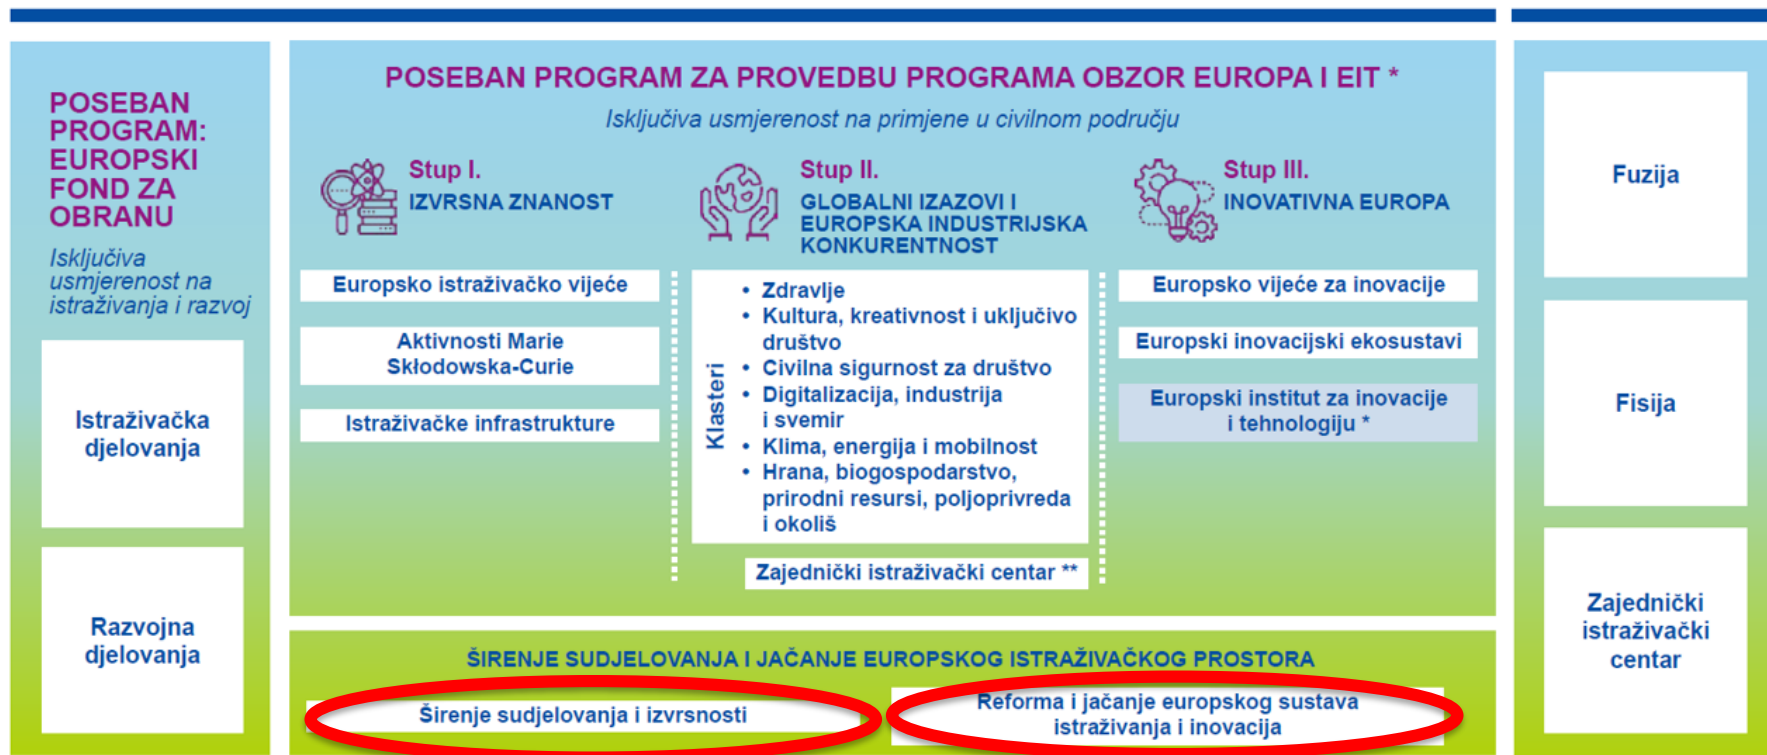 POSEBAN
PROGRAM:
EUROPSKI
FOND ZA
OBRANU
Isključiva
usmjerenost na
istraživanja i razvoj
Istraživačka
djelovanja
Razvojna
djelovanja
POSEBAN PROGRAM ZA PROVEDBU PROGRAMA OBZOR EUROPA I EIT *
Isključiva usmjerenost na primjene u civilnom području
Stup I.
IZVRSNA ZNANOST
Europsko istraživačko vijeće
Aktivnosti Marie
Skłodowska-Curie
Istraživačke infrastrukture
Stup II.
GLOBALNI IZAZOVI I
EUROPSKA INDUSTRIJSKA
KONKURENTNOST
Klasteri
• Zdravlje
• Kultura, kreativnost i uključivo
društvo
• Civilna sigurnost za društvo
• Digitalizacija, industrija
i svemir
• Klima, energija i mobilnost
• Hrana, biogospodarstvo,
prirodni resursi, poljoprivreda
i okoliš
Zajednički istraživački centar **
Stup III.
INOVATIVNA EUROPA
Europsko vijeće za inovacije
Europski inovacijski ekosustavi
Europski institut za inovacije
i tehnologiju *
ŠIRENJE SUDJELOVANJA I JAČANJE EUROPSKOG ISTRAŽIVAČKOG PROSTORA
Širenje sudjelovanja i izvrsnosti
Reforma i jačanje europskog sustava
istraživanja i inovacija
Fuzija
Fisija
Zajednički
istraživački
centar